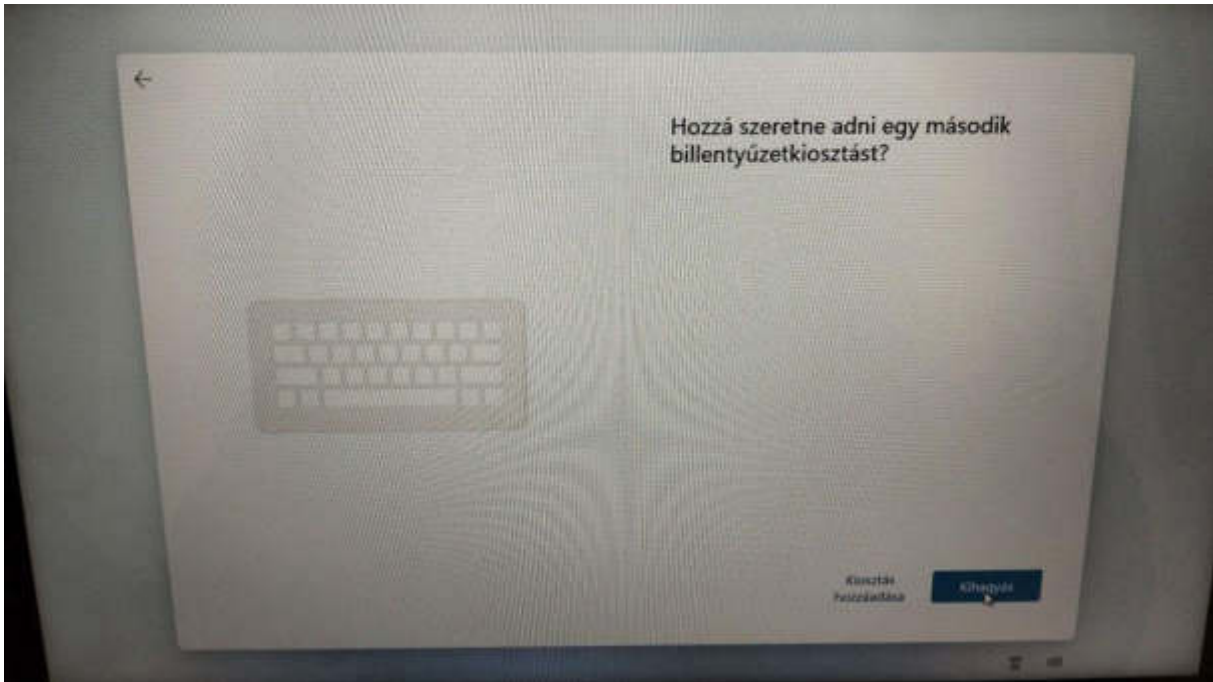 Hozzá szeretne adni egy második
billentyűzetkiosztást?
Kiosztás
hozzáadása
Kihagyás